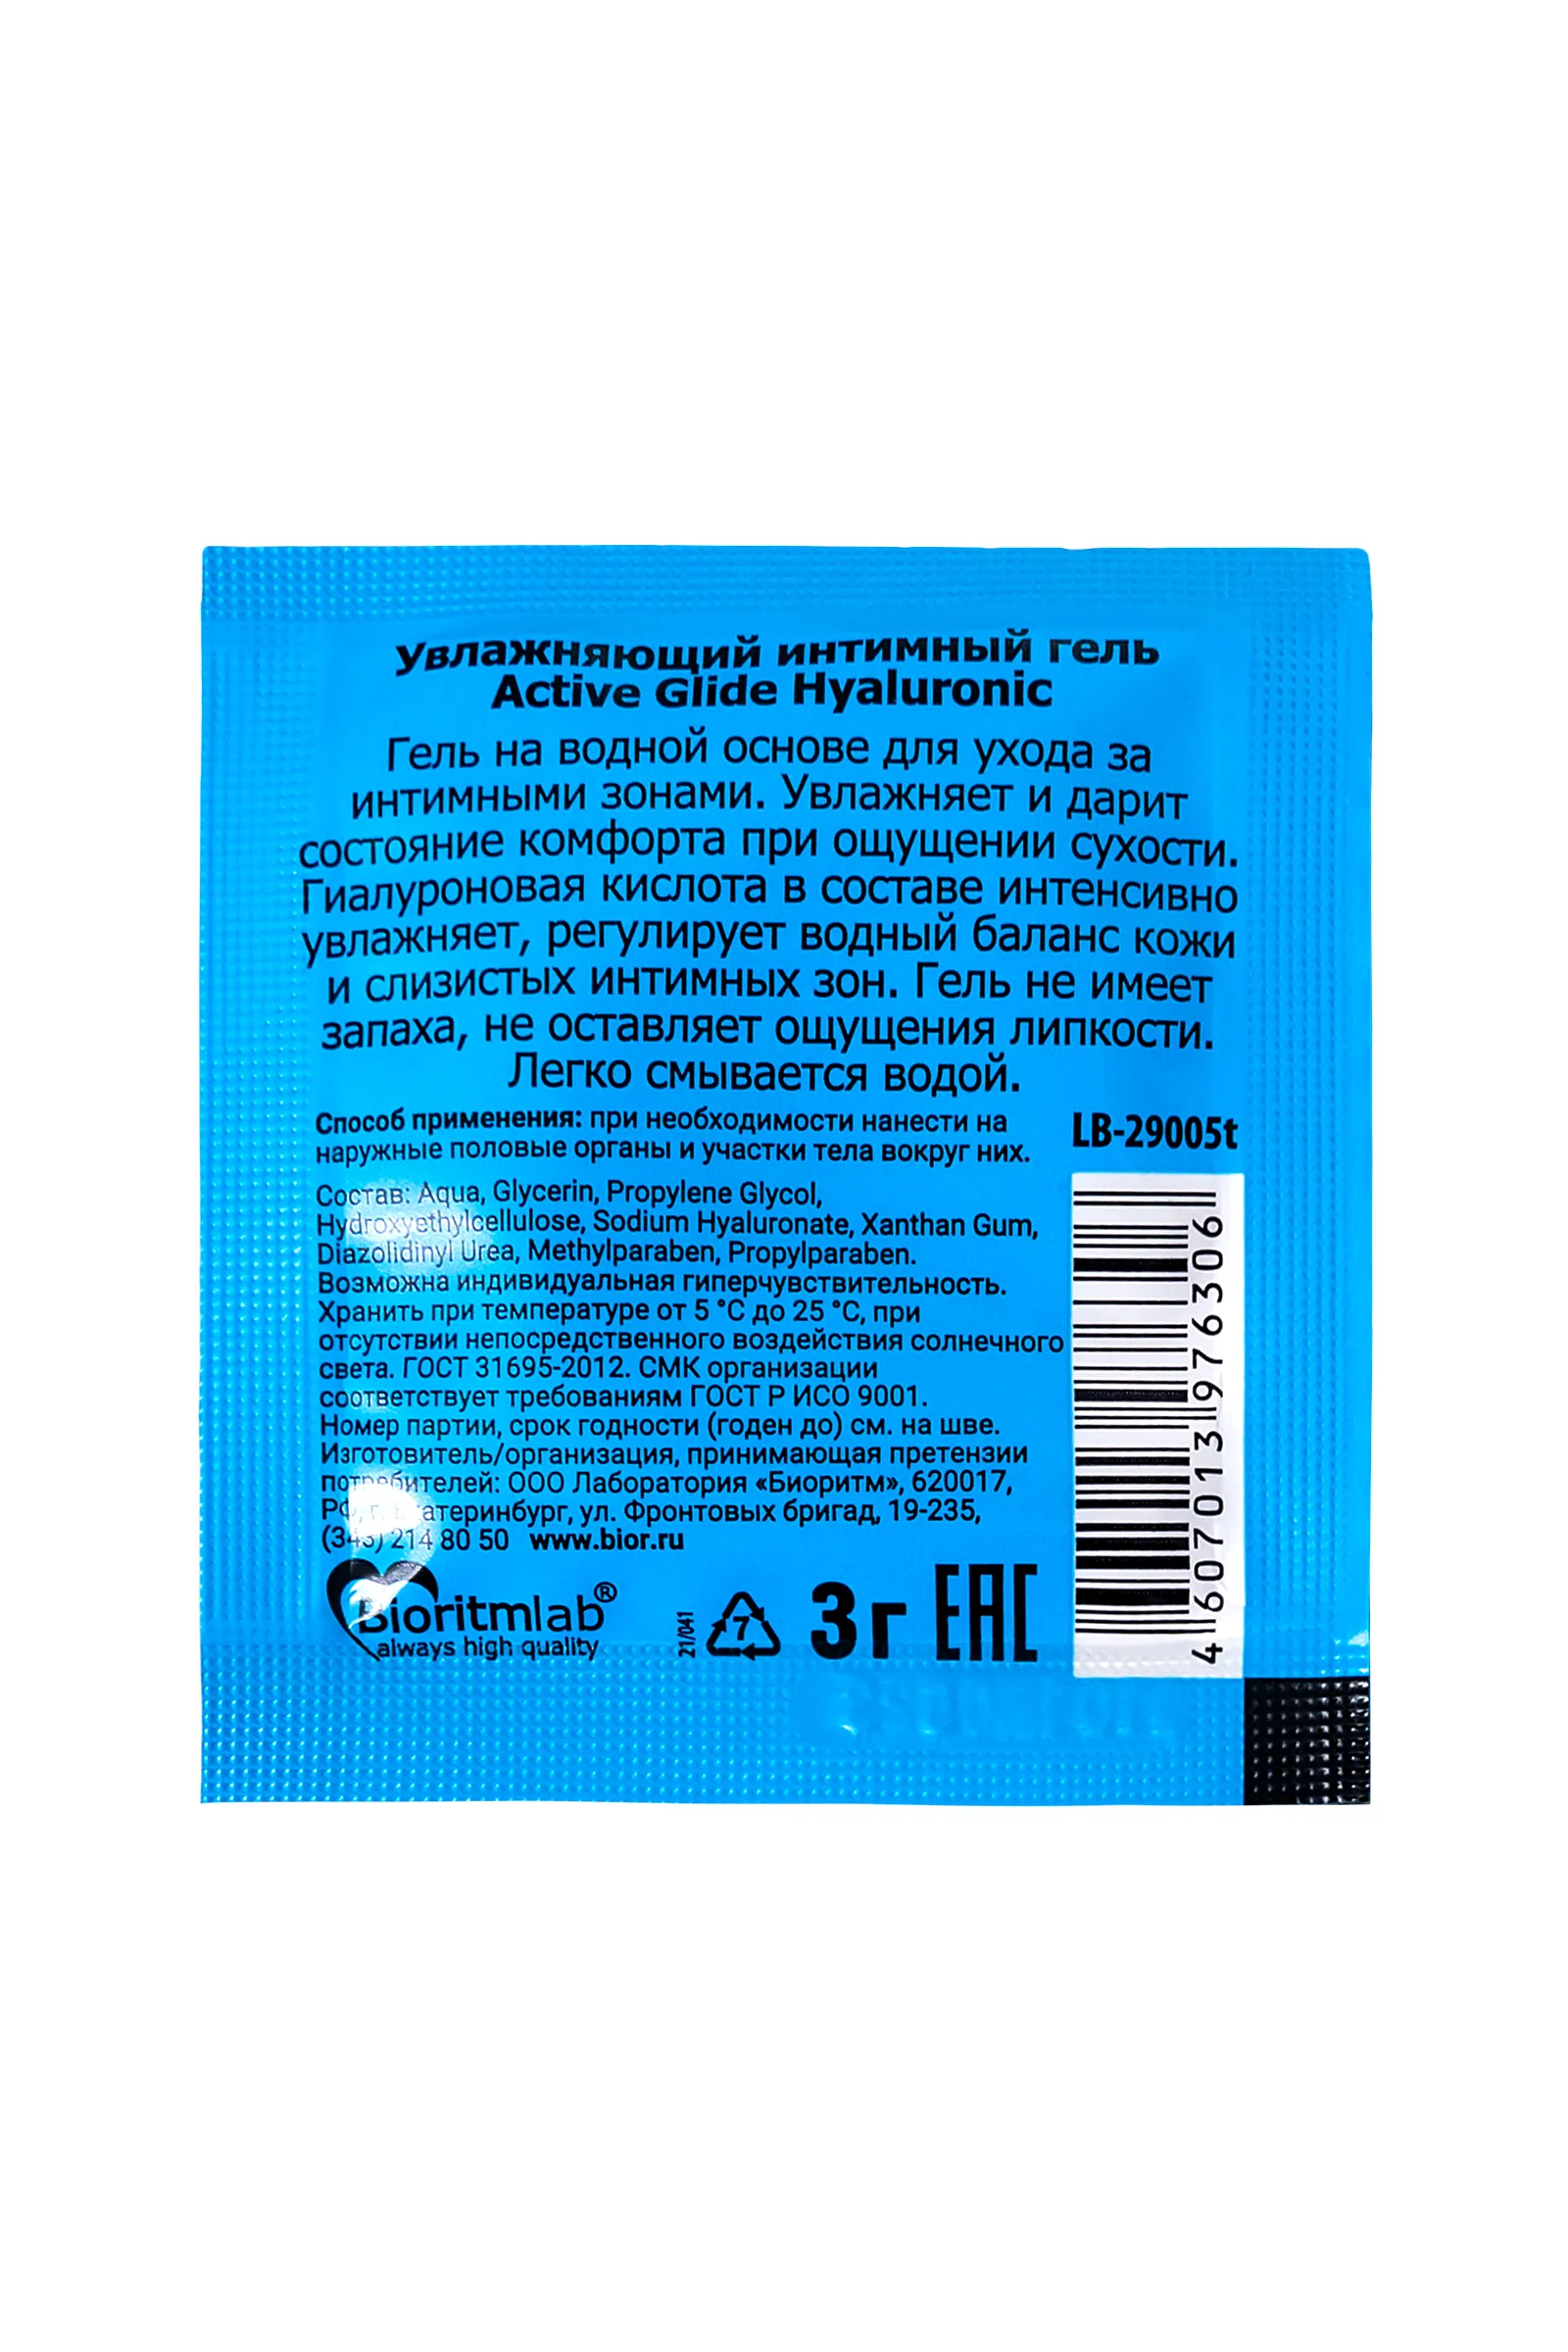 Увлажняющий интимный гель
Active Glide Hyaluronic
Гель на водной основе для ухода за
интимными зонами. Увлажняет и дарит
состояние комфорта при ощущении сухости.
Гиалуроновая кислота в составе интенсивно
увлажняет, регулирует водный баланс кожи
и слизистых интимных зон. Гель не имеет
запаха, не оставляет ощущения липкости.
Легко смывается водой.
Способ применения: при необходимости нанести на
наружные половые органы и участки тела вокруг них.
LB-29005t
Состав: Aqua, Glycerin, Propylene Glycol,
Hydroxyethylcellulose, Sodium Hyaluronate, Xanthan Gum,
Diazolidinyl Urea, Methylparaben, Propylparaben.
Возможна индивидуальная гиперчувствительность.
Хранить при температуре от 5 °С до 25 °С, при
отсутствии непосредственного воздействия солнечного
света. ГОСТ 31695-2012. СМК организации
соответствует требованиям ГОСТ Р ИСО 9001.
Номер партии, срок годности (годен до) см. на шве.
Изготовитель/организация, принимающая претензии
потребителей: ООО Лаборатория «Биоритм», 620017,
РФ, г. Екатеринбург, ул. Фронтовых бригад, 19-235,
(343) 214 80 50 www.bior.ru
Bioritmlab®
always high quality
21/041
7
3 г
EAC
4 607013 976306